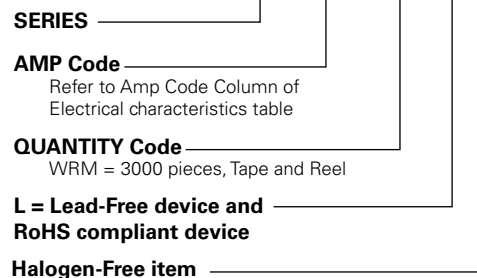 SERIES
AMP Code
Refer to Amp Code Column of
Electrical characteristics table
QUANTITY Code
WRM = 3000 pieces, Tape and Reel
L = Lead-Free device and
RoHS compliant device
Halogen-Free item